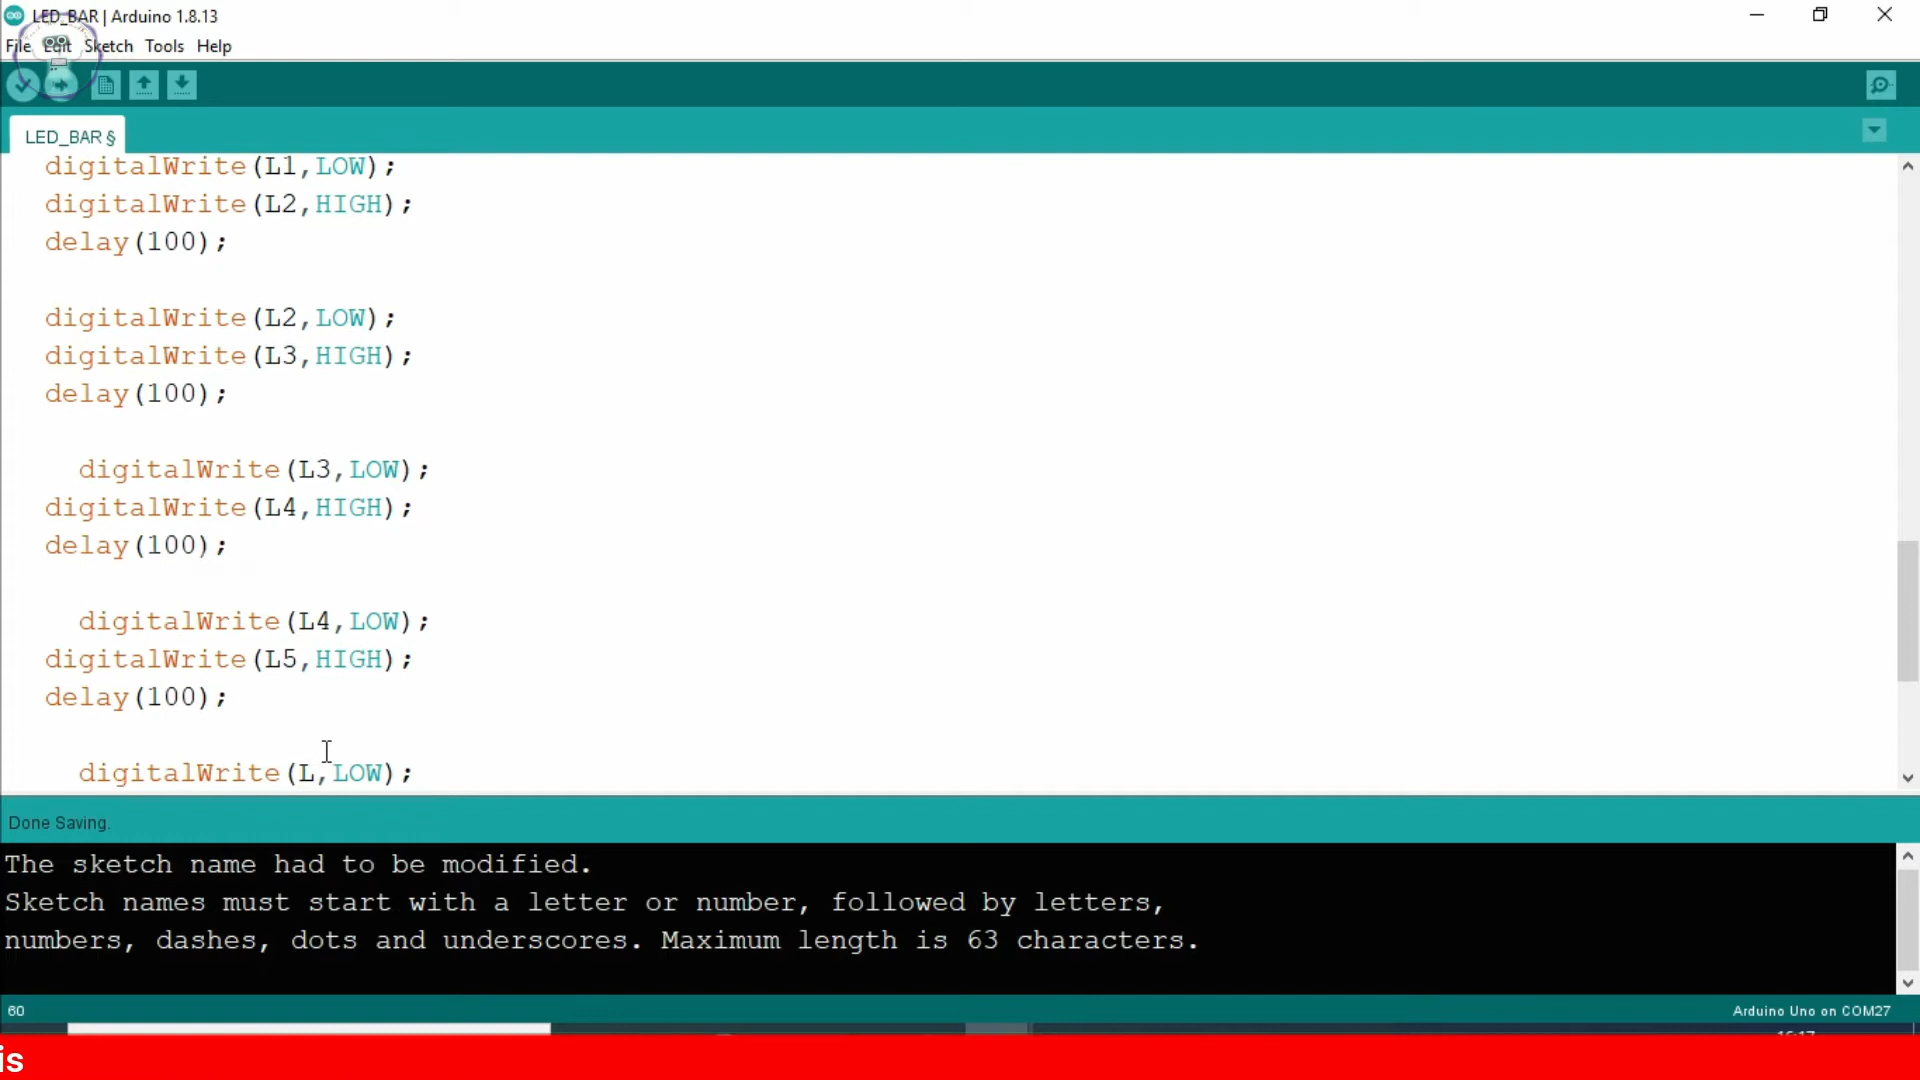 LED_BAR | Arduino 1.8.13
File Edit Sketch Tools Help
LED_BAR §
digitalWrite(L1,LOW);
digitalWrite(L2,HIGH);
delay(100);
digitalWrite(L2,LOW);
digitalWrite(L3,HIGH);
delay(100);
digitalWrite(L3,LOW);
digitalWrite(L4,HIGH);
delay(100);
digitalWrite(L4,LOW);
digitalWrite(L5,HIGH);
delay(100);
digitalWrite(L,LOW);
Done Saving.
The sketch name had to be modified.
Sketch names must start with a letter or number, followed by letters,
numbers, dashes, dots and underscores. Maximum length is 63 characters.
60
Arduino Uno on COM27
is